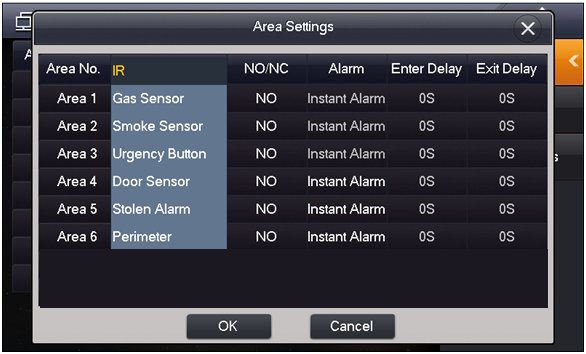 Area Settings
Area No. IR NO/NC Alarm Enter Delay Exit Delay
Area 1 Gas Sensor NO Instant Alarm 0S 0S
Area 2 Smoke Sensor NO Instant Alarm 0S 0S
Area 3 Urgency Button NO Instant Alarm 0S 0S
Area 4 Door Sensor NO Instant Alarm 0S 0S
Area 5 Stolen Alarm NO Instant Alarm 0S 0S
Area 6 Perimeter NO Instant Alarm 0S 0S
OK Cancel